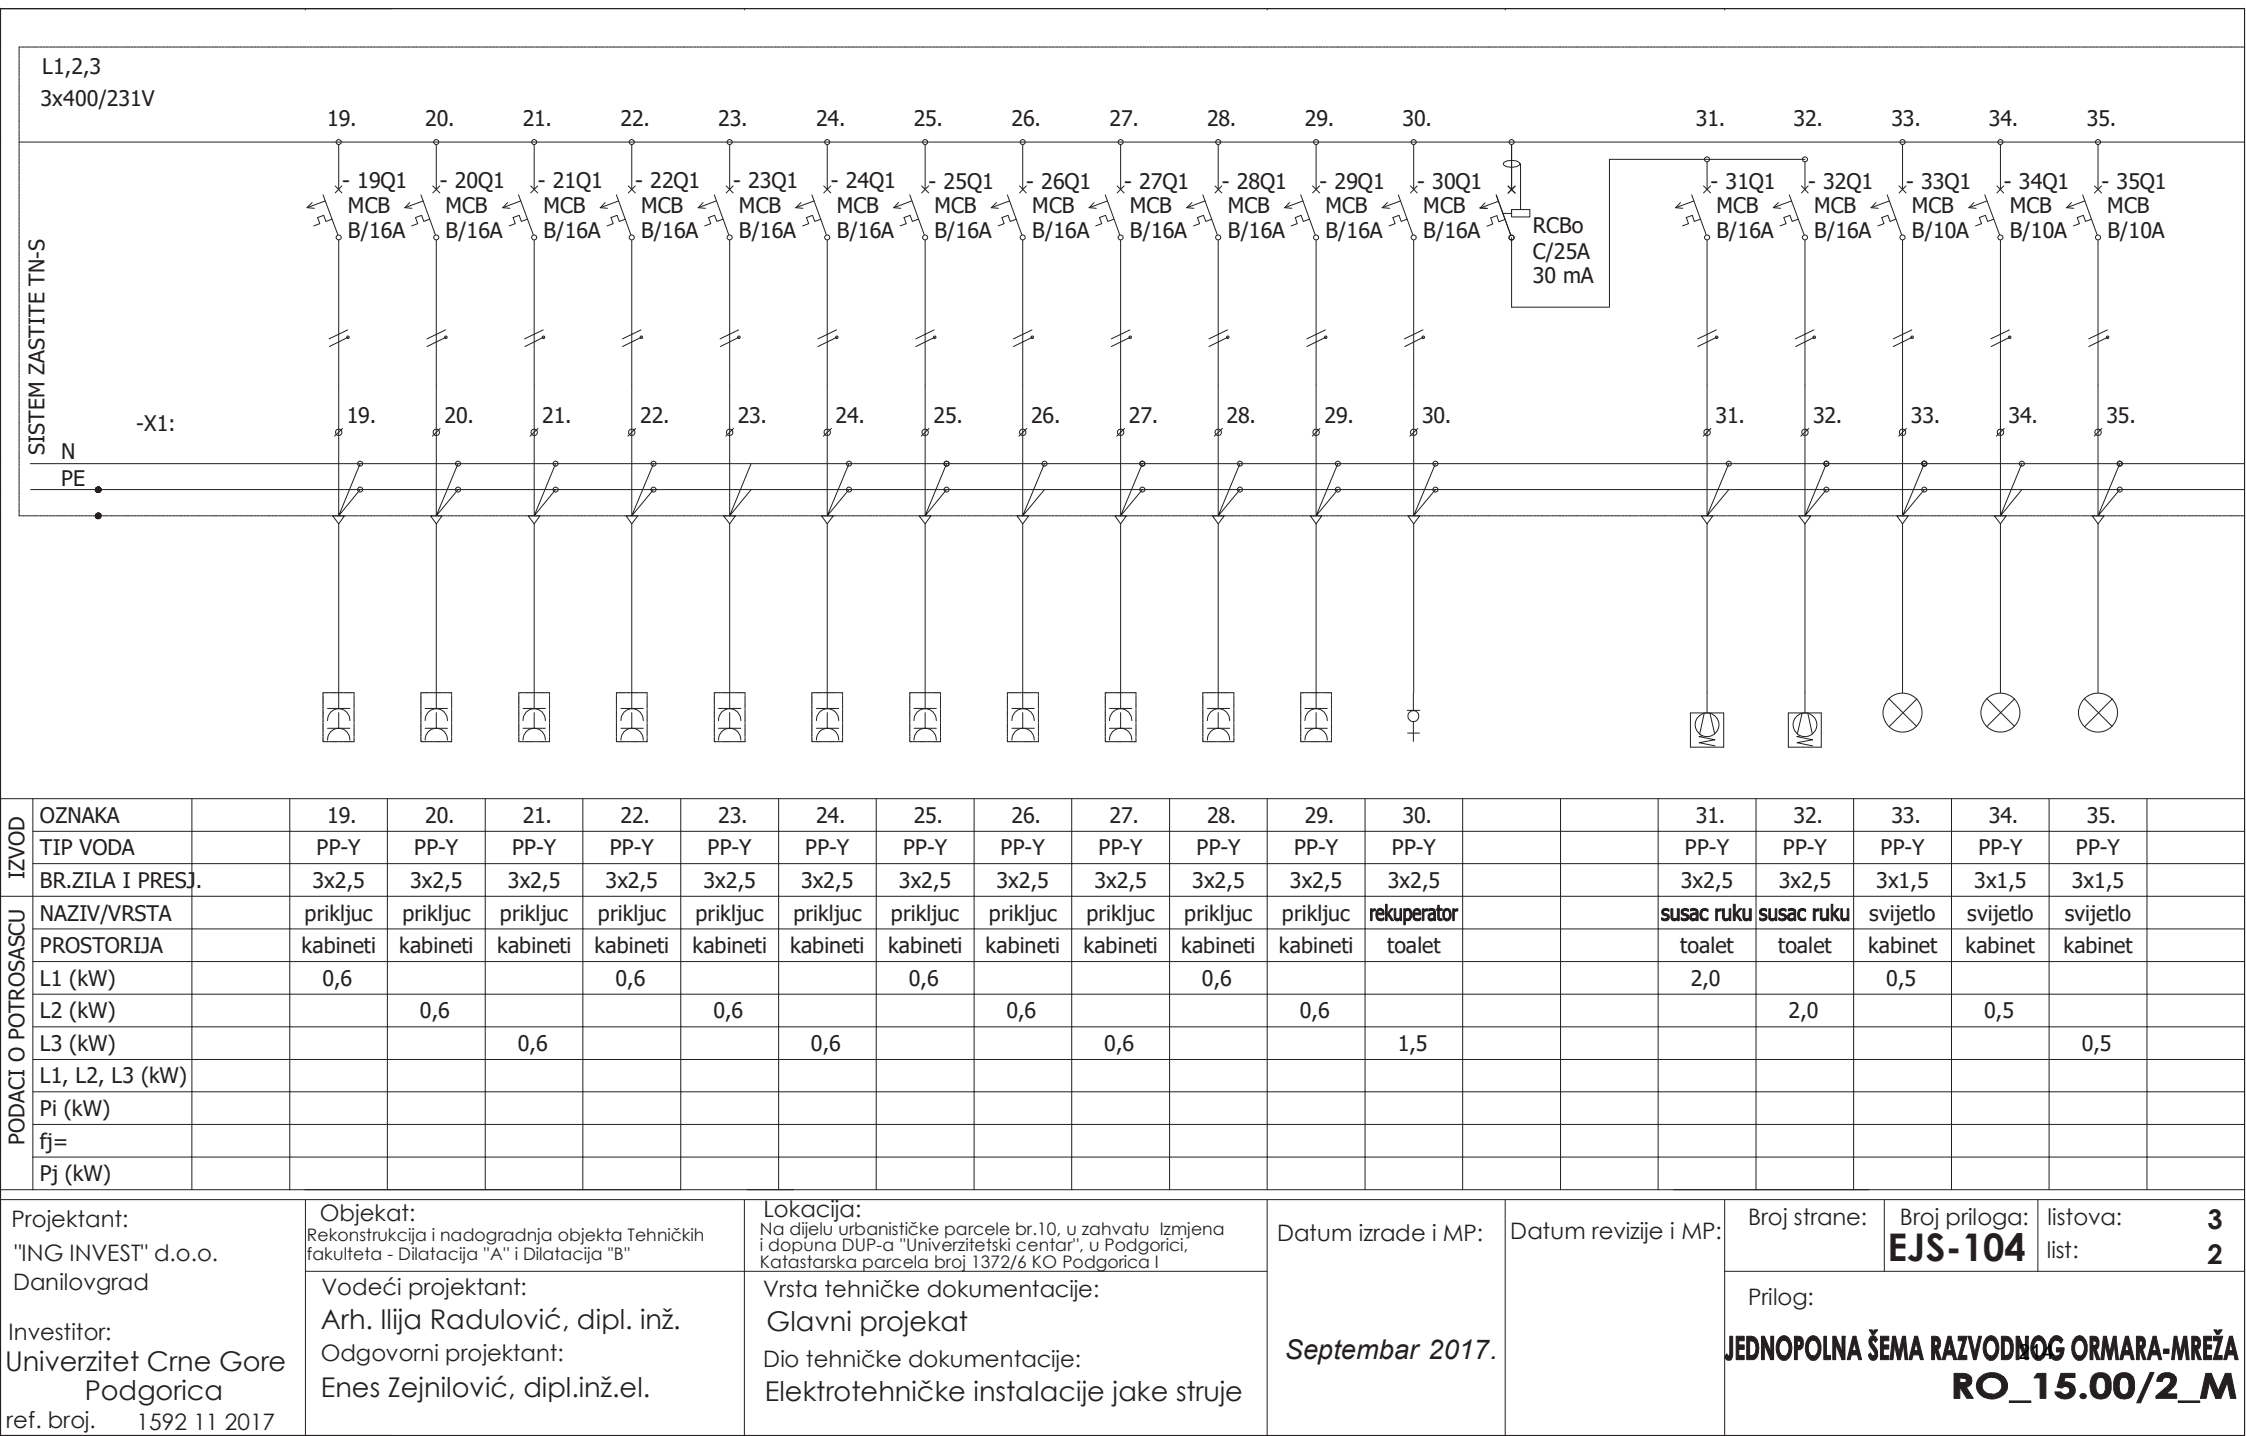 L1,2,3
3x400/231V
19. 20. 21. 22. 23. 24. 25. 26. 27. 28. 29. 30. 31. 32. 33. 34. 35.
- 19Q1 - 20Q1 - 21Q1 - 22Q1 - 23Q1 - 24Q1 - 25Q1 - 26Q1 - 27Q1 - 28Q1 - 29Q1 - 30Q1 - 31Q1 - 32Q1 - 33Q1 - 34Q1 - 35Q1
MCB MCB MCB MCB MCB MCB MCB MCB MCB MCB MCB MCB MCB MCB MCB MCB MCB
B/16A B/16A B/16A B/16A B/16A B/16A B/16A B/16A B/16A B/16A B/16A B/16A B/16A B/16A B/10A B/10A B/10A
RCBo
C/25A
30 mA
SISTEM ZASTITE TN-S
-X1:
19. 20. 21. 22. 23. 24. 25. 26. 27. 28. 29. 30. 31. 32. 33. 34. 35.
N
PE
IZVOD
OZNAKA 19. 20. 21. 22. 23. 24. 25. 26. 27. 28. 29. 30. 31. 32. 33. 34. 35.
TIP VODA PP-Y PP-Y PP-Y PP-Y PP-Y PP-Y PP-Y PP-Y PP-Y PP-Y PP-Y PP-Y PP-Y PP-Y PP-Y PP-Y PP-Y
BR.ZILA I PRESJ. 3x2,5 3x2,5 3x2,5 3x2,5 3x2,5 3x2,5 3x2,5 3x2,5 3x2,5 3x2,5 3x2,5 3x2,5 3x2,5 3x2,5 3x1,5 3x1,5 3x1,5
PODACI O POTROSASCU
NAZIV/VRSTA prikljuc prikljuc prikljuc prikljuc prikljuc prikljuc prikljuc prikljuc prikljuc prikljuc prikljuc rekuperator susac ruku susac ruku svijetlo svijetlo svijetlo
PROSTORIJA kabineti kabineti kabineti kabineti kabineti kabineti kabineti kabineti kabineti kabineti kabineti toalet toalet toalet kabinet kabinet kabinet
L1 (kW) 0,6 0,6 0,6 0,6 2,0 0,5
L2 (kW) 0,6 0,6 0,6 0,6 2,0 0,5
L3 (kW) 0,6 0,6 0,6 1,5 0,5
L1, L2, L3 (kW)
Pi (kW)
fj=
Pj (kW)
Projektant:
"ING INVEST" d.o.o.
Danilovgrad
Investitor:
Univerzitet Crne Gore
Podgorica
ref. broj. 1592 11 2017
Objekat:
Rekonstrukcija i nadogradnja objekta Tehničkih
fakulteta - Dilatacija "A" i Dilatacija "B"
Vodeći projektant:
Arh. Ilija Radulović, dipl. inž.
Odgovorni projektant:
Enes Zejnilović, dipl.inž.el.
Lokacija:
Na dijelu urbanističke parcele br.10, u zahvatu Izmjena
i dopuna DUP-a "Univerzitetski centar", u Podgorici,
Katastarska parcela broj 1372/6 KO Podgorica I
Vrsta tehničke dokumentacije:
Glavni projekat
Dio tehničke dokumentacije:
Elektrotehničke instalacije jake struje
Datum izrade i MP:
Septembar 2017.
Datum revizije i MP:
Broj strane:
Broj priloga:
EJS-104
listova: 3
list: 2
Prilog:
JEDNOPOLNA ŠEMA RAZVODNOG ORMARA-MREŽA
RO_15.00/2_M